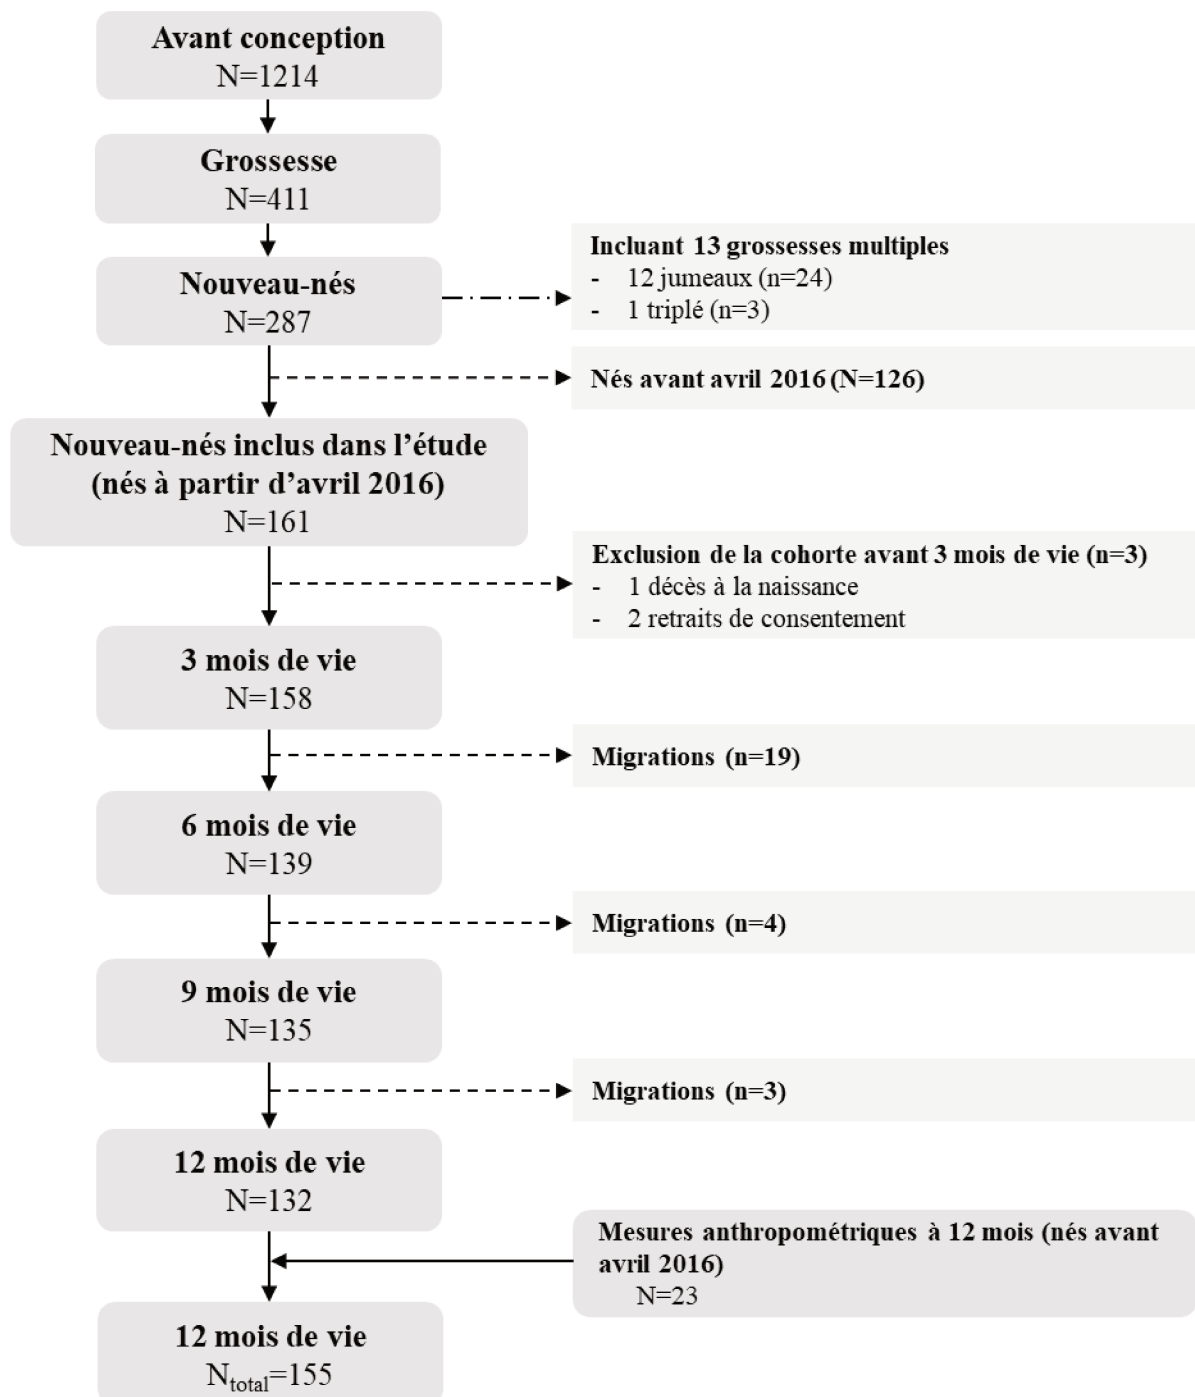 Avant conception
N=1214
Grossesse
N=411
Nouveau-nés
N=287
Incluant 13 grossesses multiples
- 12 jumeaux (n=24)
- 1 triplé (n=3)
Nés avant avril 2016 (N=126)
Nouveau-nés inclus dans l’étude
(nés à partir d’avril 2016)
N=161
Exclusion de la cohorte avant 3 mois de vie (n=3)
- 1 décès à la naissance
- 2 retraits de consentement
3 mois de vie
N=158
Migrations (n=19)
6 mois de vie
N=139
Migrations (n=4)
9 mois de vie
N=135
Migrations (n=3)
12 mois de vie
N=132
Mesures anthropométriques à 12 mois (nés avant
avril 2016)
N=23
12 mois de vie
Ntotal=155